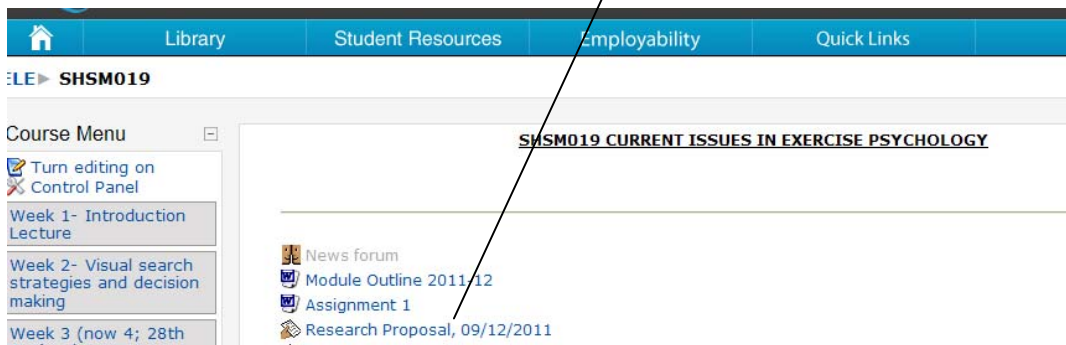 Library Student Resources Employability Quick Links
ELE▶ SHSM019
Course Menu
SHSM019 CURRENT ISSUES IN EXERCISE PSYCHOLOGY
Turn editing on
Control Panel
Week 1- Introduction
Lecture
Week 2- Visual search
strategies and decision
making
Week 3 (now 4; 28th
News forum
Module Outline 2011-12
Assignment 1
Research Proposal, 09/12/2011